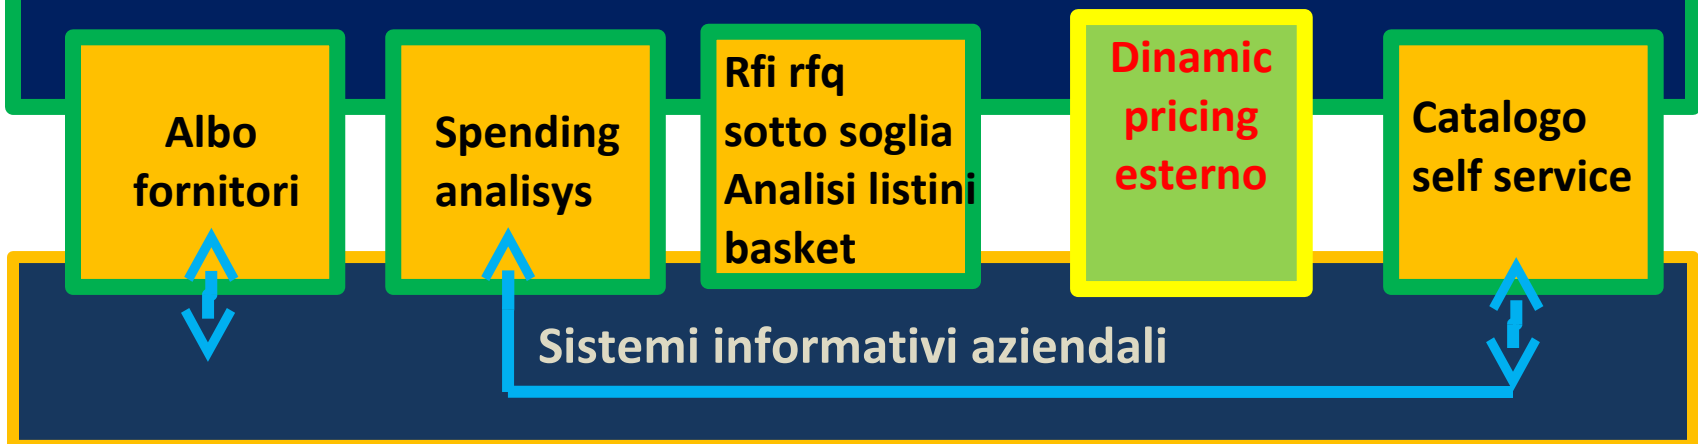 Albo
fornitori
Spending
analisys
Rfi rfq
sotto soglia
Analisi listini
basket
Dinamic
pricing
esterno
Catalogo
self service
Sistemi informativi aziendali